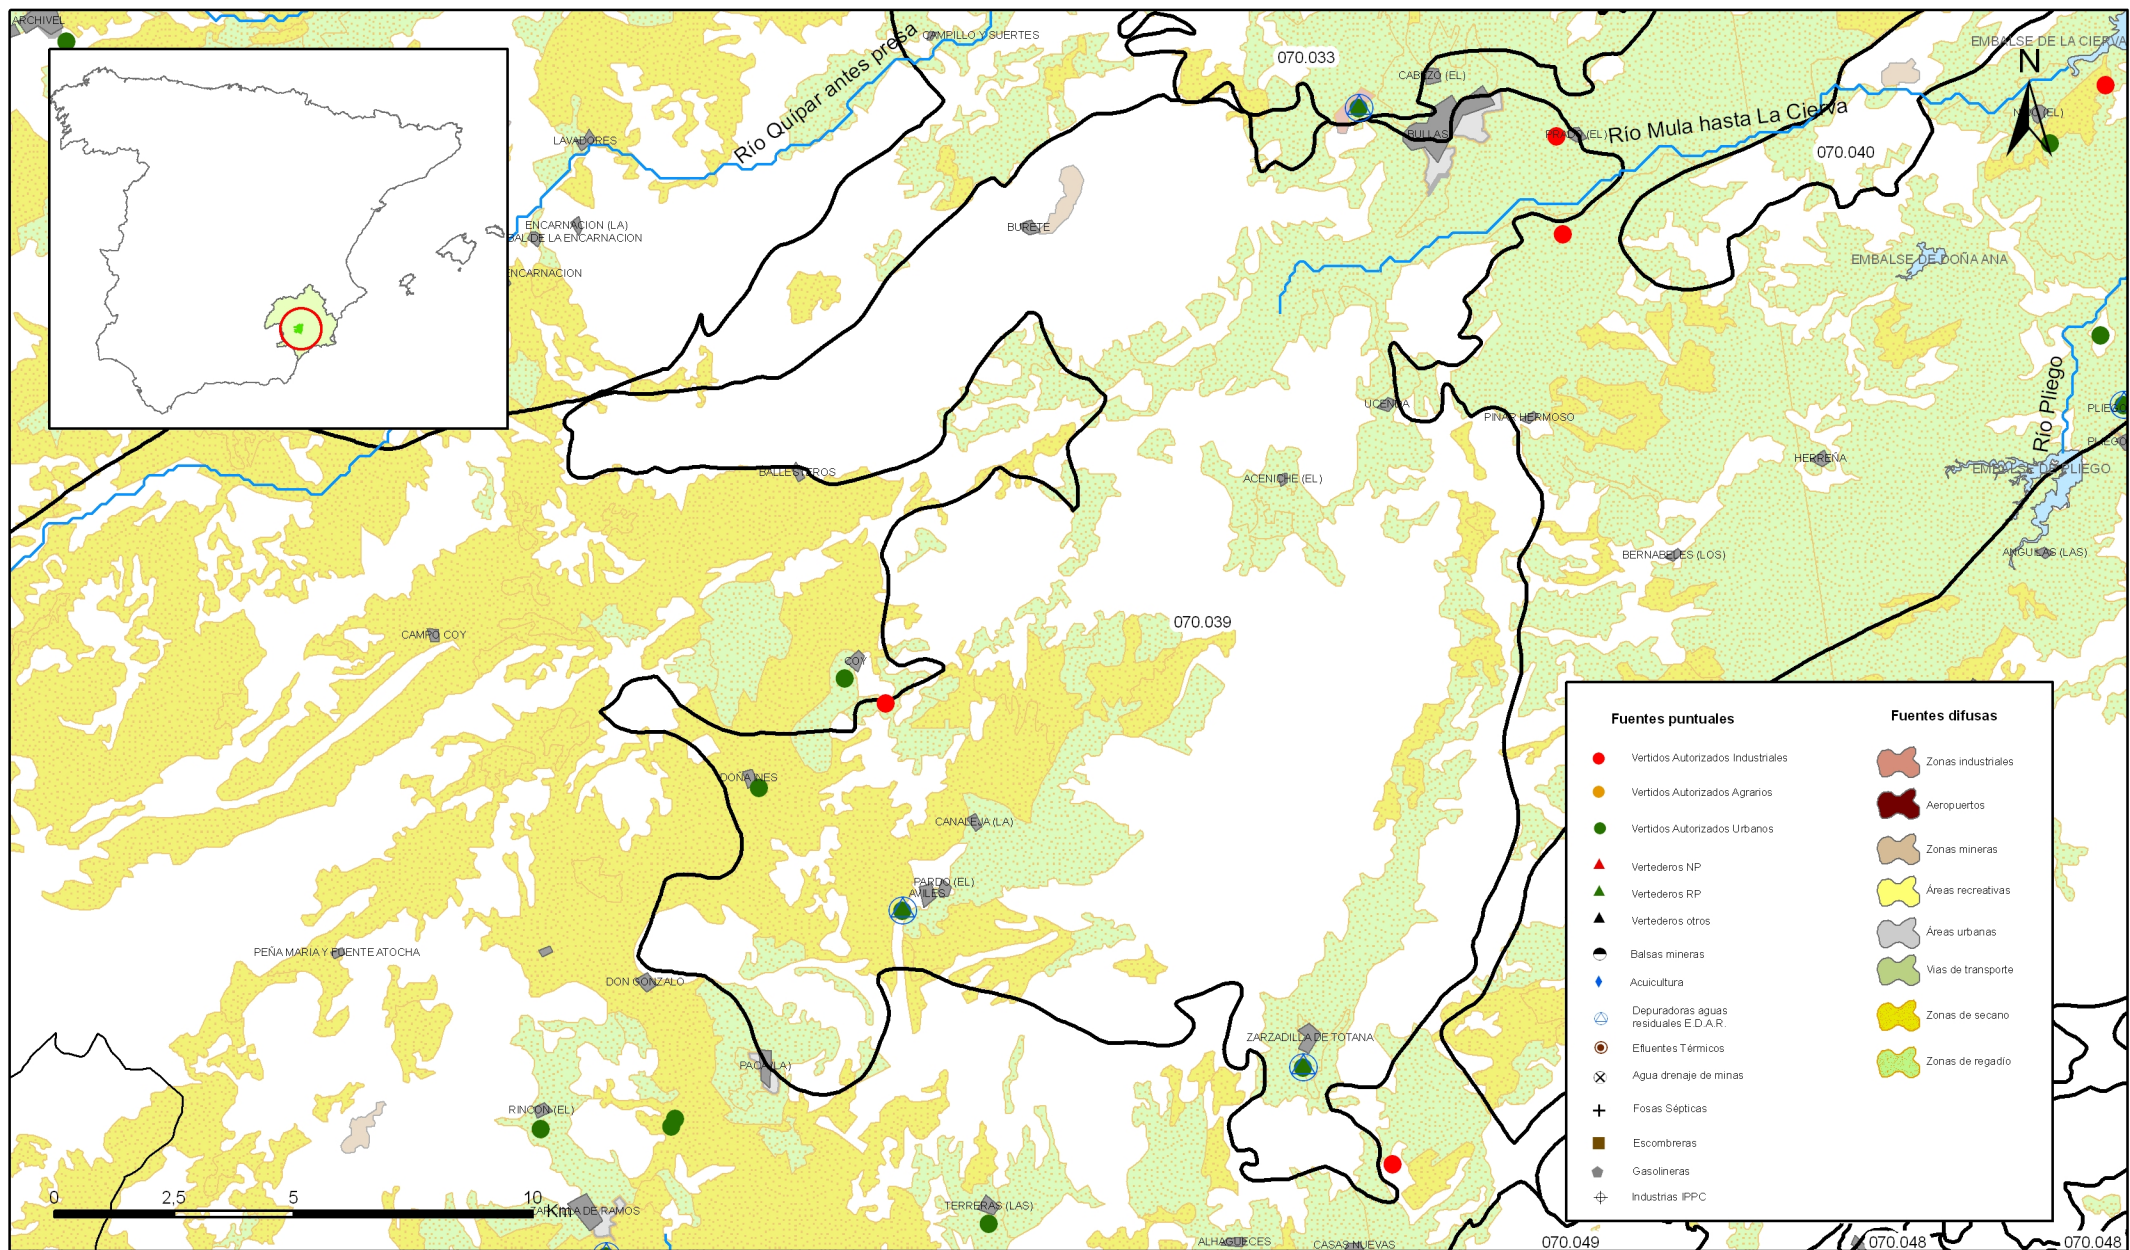 ARCHIVEL
CAMPILLO Y SUERTES
EMBALSE DE LA CIERVA
N
070.033
CABEZO (EL)
Río Quípar antes presa
LAVADORES
BULLAS
PRADO (EL)
Río Mula hasta La Cierva
070.040
ENCARNACION (LA)
DAL DE LA ENCARNACION
ENCARNACION
BURETE
EMBALSE DE DOÑA ANA
Río Pliego
UCENDA
PINAR HERMOSO
PLIEGO
PLIEGO
HERREÑA
EMBALSE DE PLIEGO
BALLESTEROS
ACENICHE (EL)
BERNABELES (LOS)
ANGUILAS (LAS)
070.039
CAMPO COY
COY
DOÑA INES
CANALEJA (LA)
PARDO (EL)
AVILES
PEÑA MARIA Y FUENTE ATOCHA
DON GONZALO
ZARZADILLA DE TOTANA
PACA (LA)
RINCON (EL)
TERRERAS (LAS)
ALHAGUECES
CASAS NUEVAS
070.049
070.048
070.048
0
2,5
5
10
Km
Fuentes puntuales
Vertidos Autorizados Industriales
Vertidos Autorizados Agrarios
Vertidos Autorizados Urbanos
Vertederos NP
Vertederos RP
Vertederos otros
Balsas mineras
Acuicultura
Depuradoras aguas
residuales E.D.A.R.
Efluentes Térmicos
Agua drenaje de minas
Fosas Sépticas
Escombreras
Gasolineras
Industrias IPPC
Fuentes difusas
Zonas industriales
Aeropuertos
Zonas mineras
Áreas recreativas
Áreas urbanas
Vias de transporte
Zonas de secano
Zonas de regadío